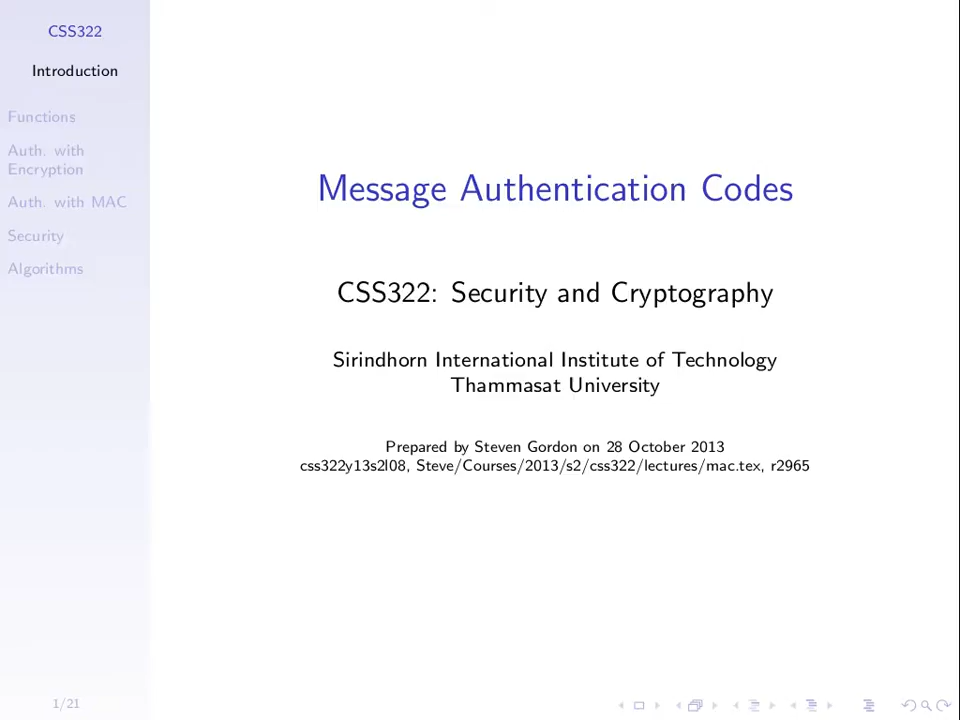 CSS322
Introduction
Functions
Auth. with
Encryption
Auth. with MAC
Security
Algorithms
1/21
Message Authentication Codes
CSS322: Security and Cryptography
Sirindhorn International Institute of Technology
Thammasat University
Prepared by Steven Gordon on 28 October 2013
css322y13s2l08, Steve/Courses/2013/s2/css322/lectures/mac.tex, r2965